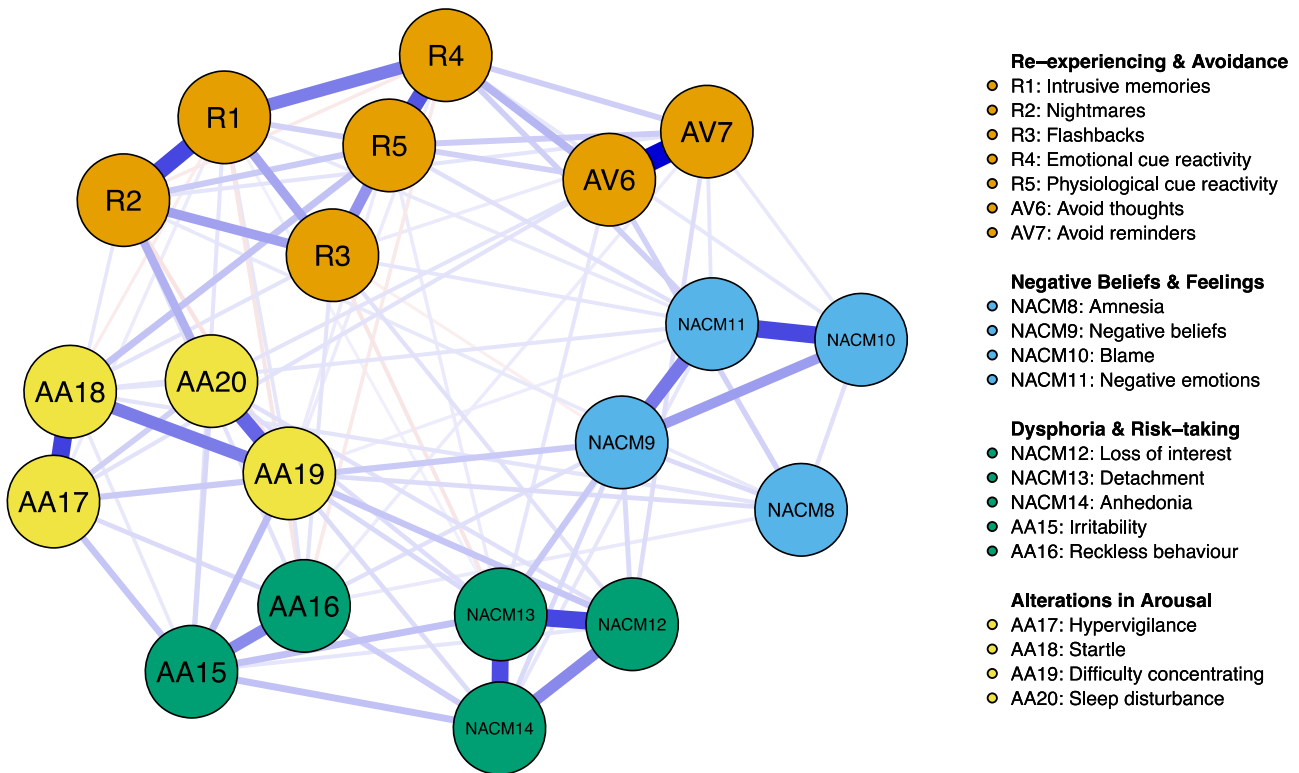 R4
R1
AV7
R5
AV6
R2
R3
NACM11
NACM10
AA18
AA20
NACM9
AA19
AA17
NACM8
AA16
NACM13
NACM12
AA15
NACM14
Re–experiencing & Avoidance
R1: Intrusive memories
R2: Nightmares
R3: Flashbacks
R4: Emotional cue reactivity
R5: Physiological cue reactivity
AV6: Avoid thoughts
AV7: Avoid reminders
Negative Beliefs & Feelings
NACM8: Amnesia
NACM9: Negative beliefs
NACM10: Blame
NACM11: Negative emotions
Dysphoria & Risk–taking
NACM12: Loss of interest
NACM13: Detachment
NACM14: Anhedonia
AA15: Irritability
AA16: Reckless behaviour
Alterations in Arousal
AA17: Hypervigilance
AA18: Startle
AA19: Difficulty concentrating
AA20: Sleep disturbance